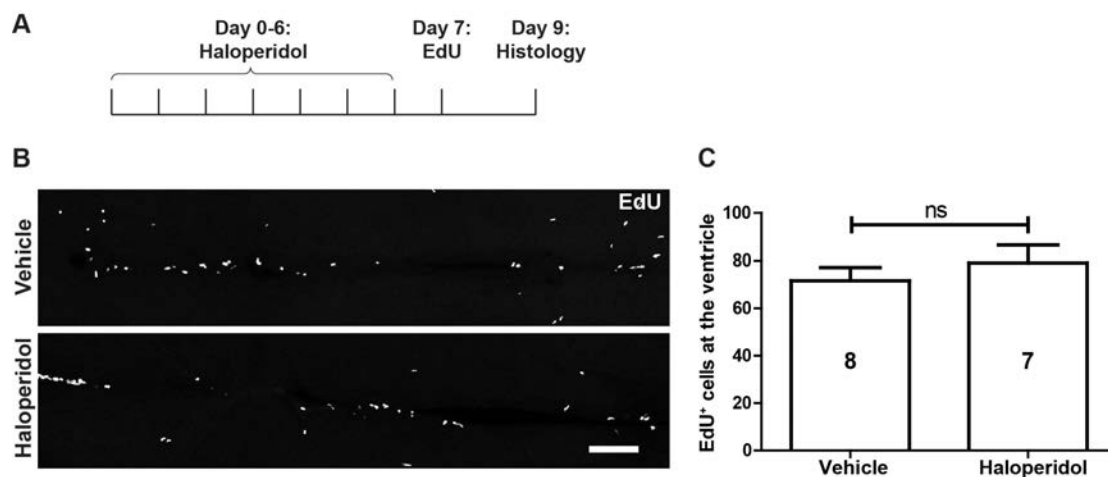 A
Day 0-6:
Haloperidol
Day 7:
EdU
Day 9:
Histology
B
EdU
Vehicle
Haloperidol
C
EdU⁺ cells at the ventricle
100
80
60
40
20
0
ns
8
7
Vehicle
Haloperidol